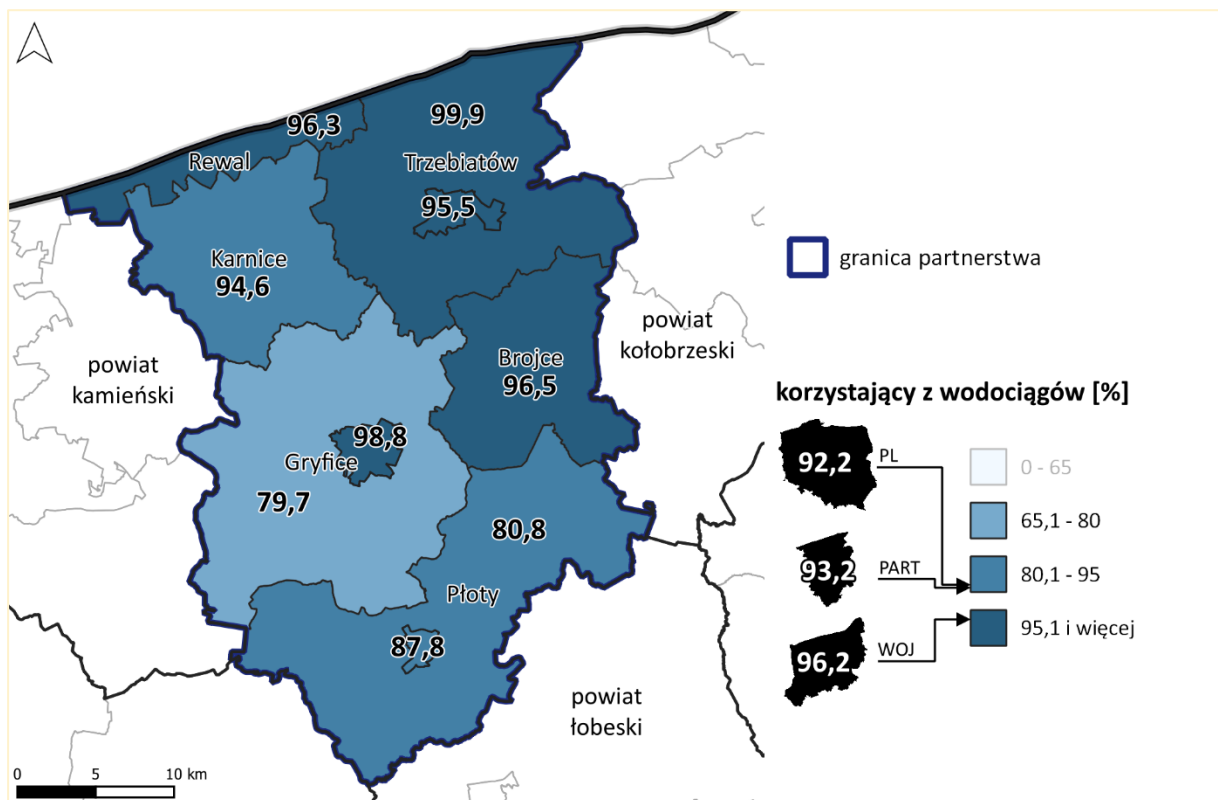 96,3
99,9
Rewal
Trzebiatów
95,5
Karnice
94,6
granica partnerstwa
powiat
kołobrzeski
powiat
kamieński
Brojce
96,5
korzystający z wodociągów [%]
98,8
Gryfice
79,7
92,2
PL
0 - 65
65,1 - 80
80,8
93,2
PART
80,1 - 95
Płoty
87,8
96,2
WOJ
95,1 i więcej
powiat
łobeski
0 5 10 km